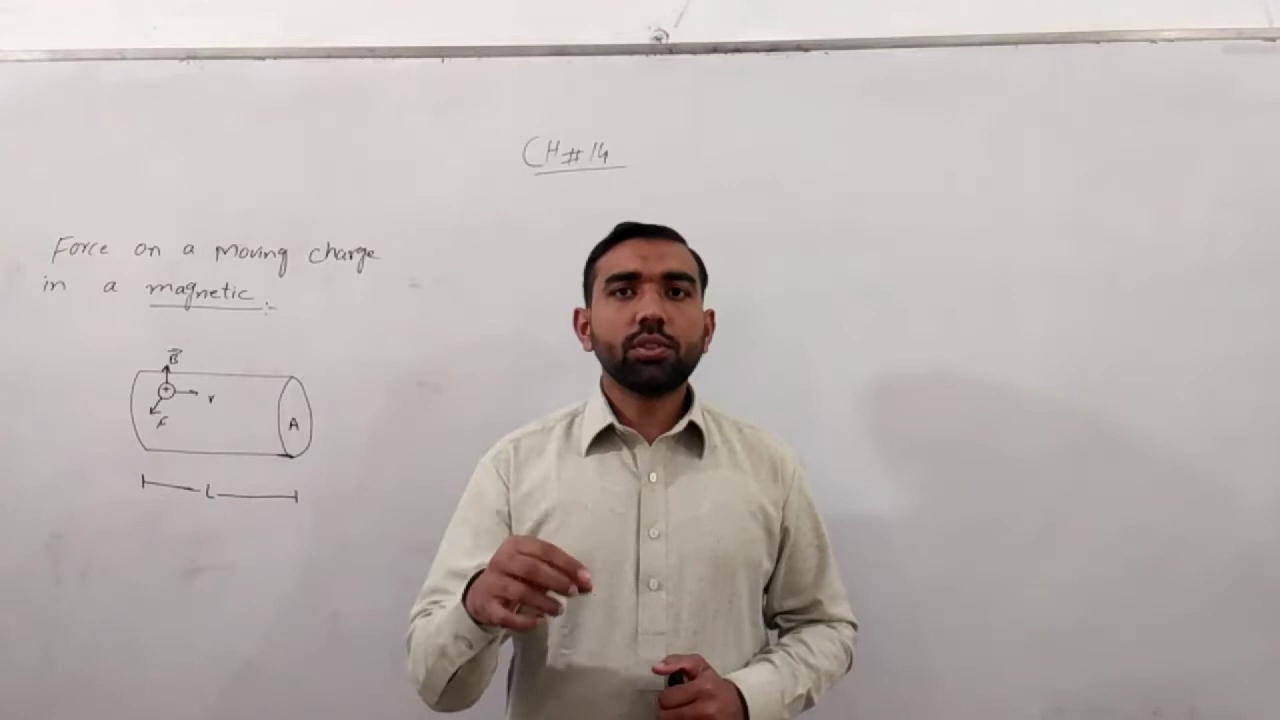 CH#14
Force on a moving charge
in a magnetic:-
B
+
v
F
A
L